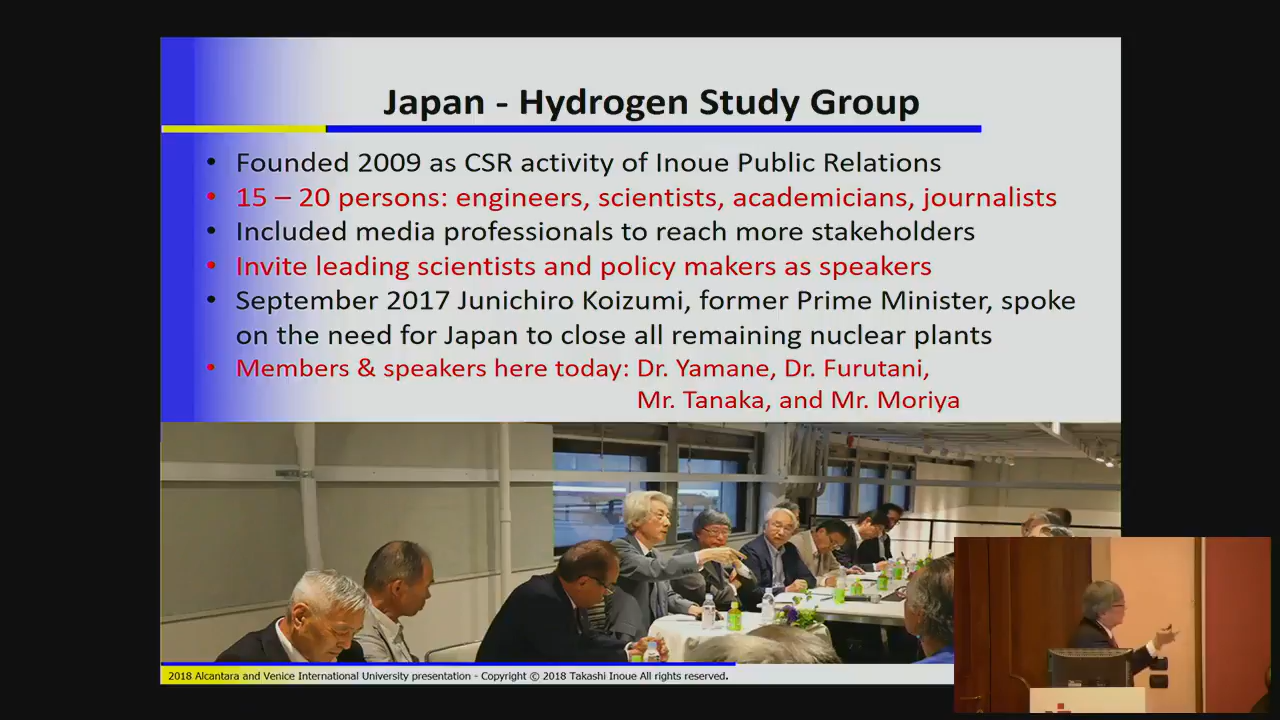 Japan - Hydrogen Study Group
• Founded 2009 as CSR activity of Inoue Public Relations
• 15 – 20 persons: engineers, scientists, academicians, journalists
• Included media professionals to reach more stakeholders
• Invite leading scientists and policy makers as speakers
• September 2017 Junichiro Koizumi, former Prime Minister, spoke
on the need for Japan to close all remaining nuclear plants
• Members & speakers here today: Dr. Yamane, Dr. Furutani,
Mr. Tanaka, and Mr. Moriya
2018 Alcantara and Venice International University presentation - Copyright © 2018 Takashi Inoue All rights reserved.